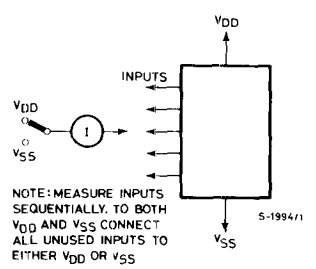 VDD
INPUTS
VDD
I
VSS
NOTE: MEASURE INPUTS
SEQUENTIALLY. TO BOTH
VDD AND VSS CONNECT
ALL UNUSED INPUTS TO
EITHER VDD OR VSS
S-1994/1
VSS